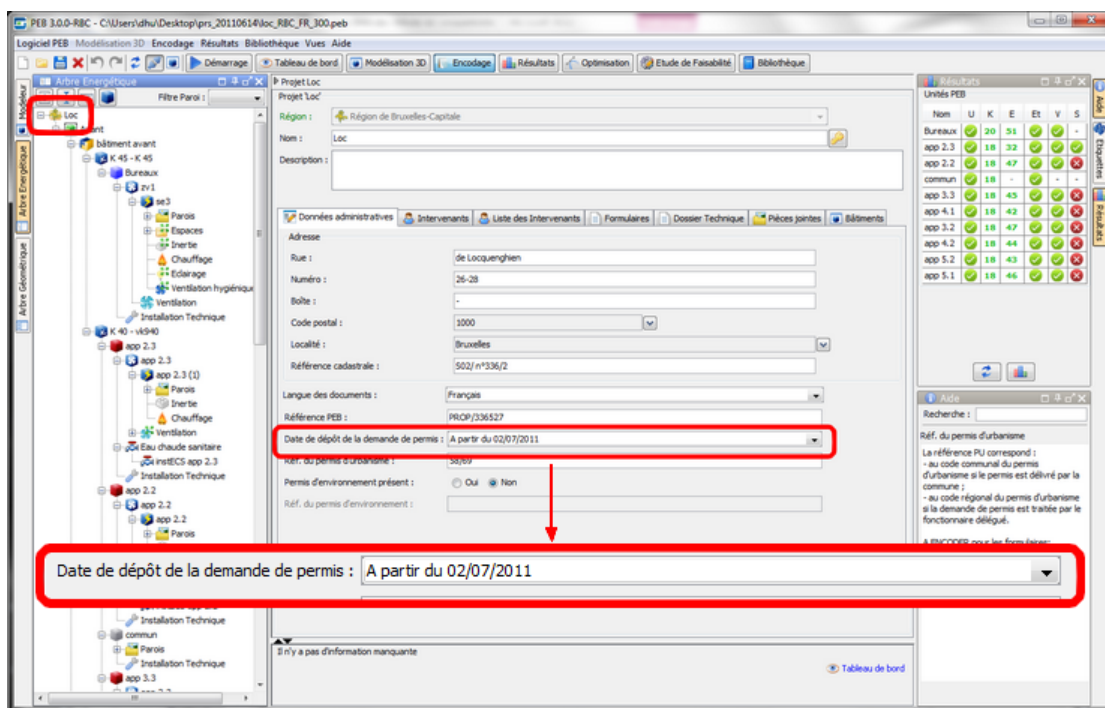 PEB 3.0.0-RBC - C:\Users\dhu\Desktop\prs_20110614\loc_RBC_FR_300.peb
Logiciel PEB Modélisation 3D Encodage Résultats Bibliothèque Vues Aide
Démarrage Tableau de bord Modélisation 3D Encodage Résultats Optimisation Etude de Faisabilité Bibliothèque
Modeleur
Arbre Energétique
Arbre Géométrique
Arbre Energétique
Filtre Paroi :
Loc
Avant
bâtiment avant
K 45 - K 45
Bureaux
zv1
se3
Parois
Espaces
Inertie
Chauffage
Eclairage
Ventilation hygiénique
Ventilation
Installation Technique
K 40 - vk940
app 2.3
app 2.3
app 2.3 (1)
Parois
Inertie
Chauffage
Ventilation
Eau chaude sanitaire
instECS app 2.3
Installation Technique
app 2.2
app 2.2
app 2.2
Parois
Installation Technique
commun
Parois
Installation Technique
app 3.3
Projet Loc
Projet 'Loc'
Région : Région de Bruxelles-Capitale
Nom : Loc
Description :
Données administratives Intervenants Liste des Intervenants Formulaires Dossier Technique Pièces jointes Bâtiments
Adresse
Rue : de Locquenghien
Numéro : 26-28
Boîte : -
Code postal : 1000
Localité : Bruxelles
Référence cadastrale : S02/ n°336/2
Langue des documents : Français
Référence PEB : PROP/336527
Date de dépôt de la demande de permis : A partir du 02/07/2011
Réf. du permis d'urbanisme : 58/69
Permis d'environnement présent : Oui Non
Réf. du permis d'environnement :
Date de dépôt de la demande de permis : A partir du 02/07/2011
Il n'y a pas d'information manquante
Tableau de bord
Résultats
Unités PEB
Nom U K E Et V S
Bureaux 20 51 -
app 2.3 18 32
app 2.2 18 47
commun 18 - - -
app 3.3 18 45
app 4.1 18 42
app 3.2 18 47
app 4.2 18 44
app 5.2 18 43
app 5.1 18 46
Aide
Recherche :
Réf. du permis d'urbanisme
La référence PU correspond :
- au code communal du permis
d'urbanisme si le permis est délivré par la
commune ;
- au code régional du permis d'urbanisme
si la demande de permis est traitée par le
fonctionnaire délégué.
A ENCODER pour les formulaires:
Aide
Etiquettes
Résultats